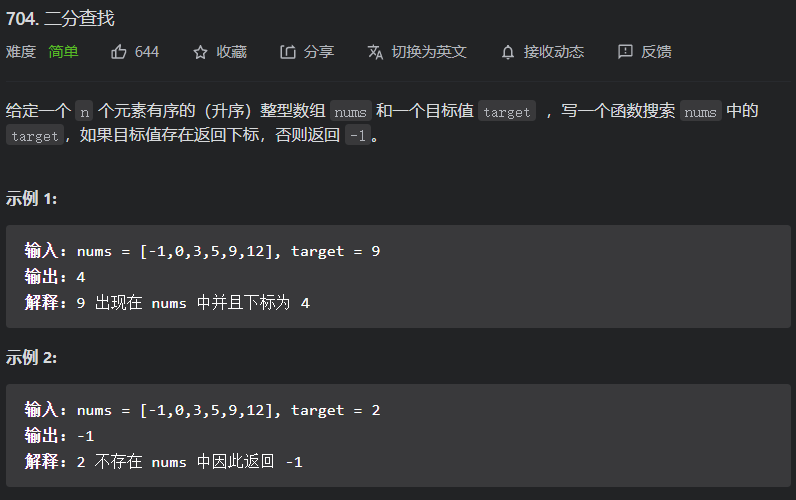 704. 二分查找
难度 简单 644 收藏 分享 切换为英文 接收动态 反馈
给定一个 n 个元素有序的（升序）整型数组 nums 和一个目标值 target ，写一个函数搜索 nums 中的
target，如果目标值存在返回下标，否则返回 -1。
示例 1:
输入：nums = [-1,0,3,5,9,12], target = 9
输出：4
解释：9 出现在 nums 中并且下标为 4
示例 2:
输入：nums = [-1,0,3,5,9,12], target = 2
输出：-1
解释：2 不存在 nums 中因此返回 -1